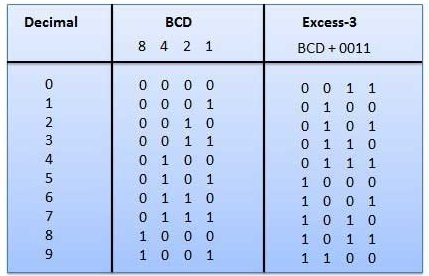 Decimal BCD Excess-3
8 4 2 1 BCD + 0011
0 0 0 0 0 0 0 1 1
1 0 0 0 1 0 1 0 0
2 0 0 1 0 0 1 0 1
3 0 0 1 1 0 1 1 0
4 0 1 0 0 0 1 1 1
5 0 1 0 1 1 0 0 0
6 0 1 1 0 1 0 0 1
7 0 1 1 1 1 0 1 0
8 1 0 0 0 1 0 1 1
9 1 0 0 1 1 1 0 0